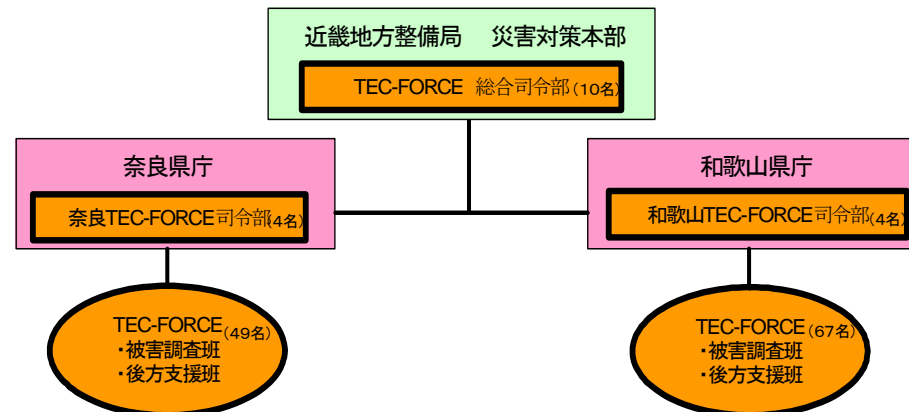 近畿地方整備局 災害対策本部
TEC-FORCE 総合司令部(10名)
奈良県庁
奈良TEC-FORCE司令部(4名)
和歌山県庁
和歌山TEC-FORCE司令部(4名)
TEC-FORCE(49名)
・被害調査班
・後方支援班
TEC-FORCE(67名)
・被害調査班
・後方支援班